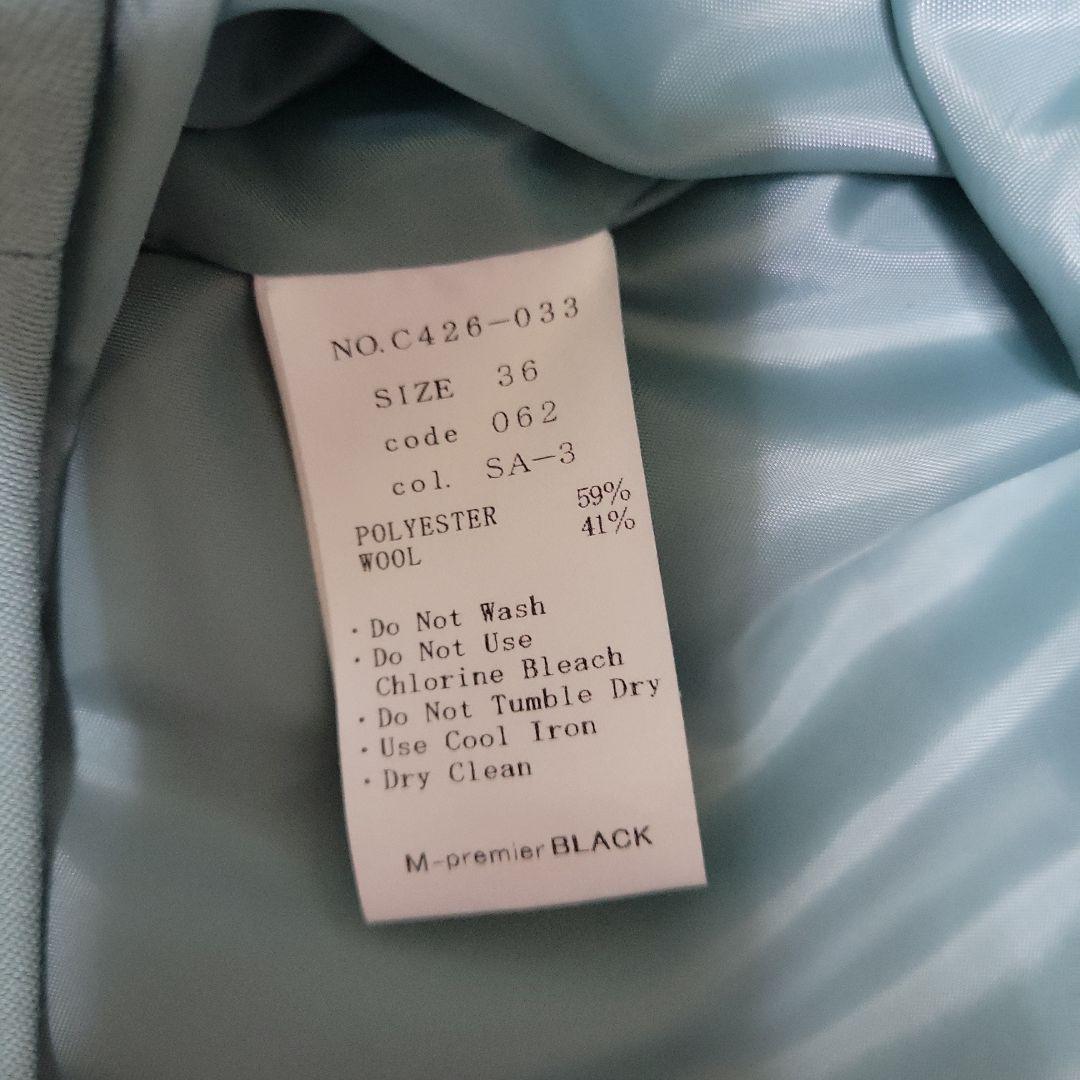 NO.C426-033
SIZE 36
code 062
col. SA-3
POLYESTER 59%
WOOL 41%
・Do Not Wash
・Do Not Use
Chlorine Bleach
・Do Not Tumble Dry
・Use Cool Iron
・Dry Clean
M-premier BLACK